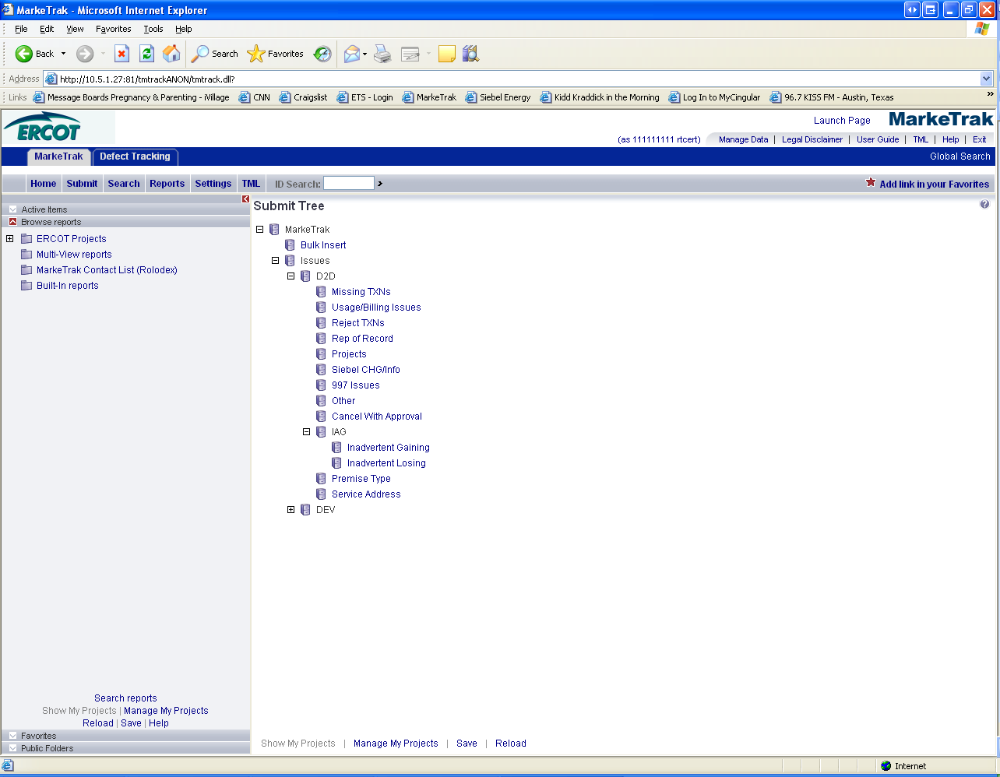 MarkeTrak - Microsoft Internet Explorer
File Edit View Favorites Tools Help
Back Search Favorites
Address http://10.5.1.27:81/tmtrackANON/tmtrack.dll?
Links Message Boards Pregnancy & Parenting - iVillage CNN Craigslist ETS - Login MarkeTrak Siebel Energy Kidd Kraddick in the Morning Log In to MyCingular 96.7 KISS FM - Austin, Texas »
ERCOT
Launch Page MarkeTrak
(as 111111111 rtcert) Manage Data | Legal Disclaimer | User Guide | TML | Help | Exit
MarkeTrak Defect Tracking Global Search
Home Submit Search Reports Settings TML ID Search: Add link in your Favorites
Active Items
Browse reports
ERCOT Projects
Multi-View reports
MarkeTrak Contact List (Rolodex)
Built-In reports
Search reports
Show My Projects | Manage My Projects
Reload | Save | Help
Favorites
Public Folders
Submit Tree
MarkeTrak
Bulk Insert
Issues
D2D
Missing TXNs
Usage/Billing Issues
Reject TXNs
Rep of Record
Projects
Siebel CHG/Info
997 Issues
Other
Cancel With Approval
IAG
Inadvertent Gaining
Inadvertent Losing
Premise Type
Service Address
DEV
Show My Projects | Manage My Projects | Save | Reload
Internet